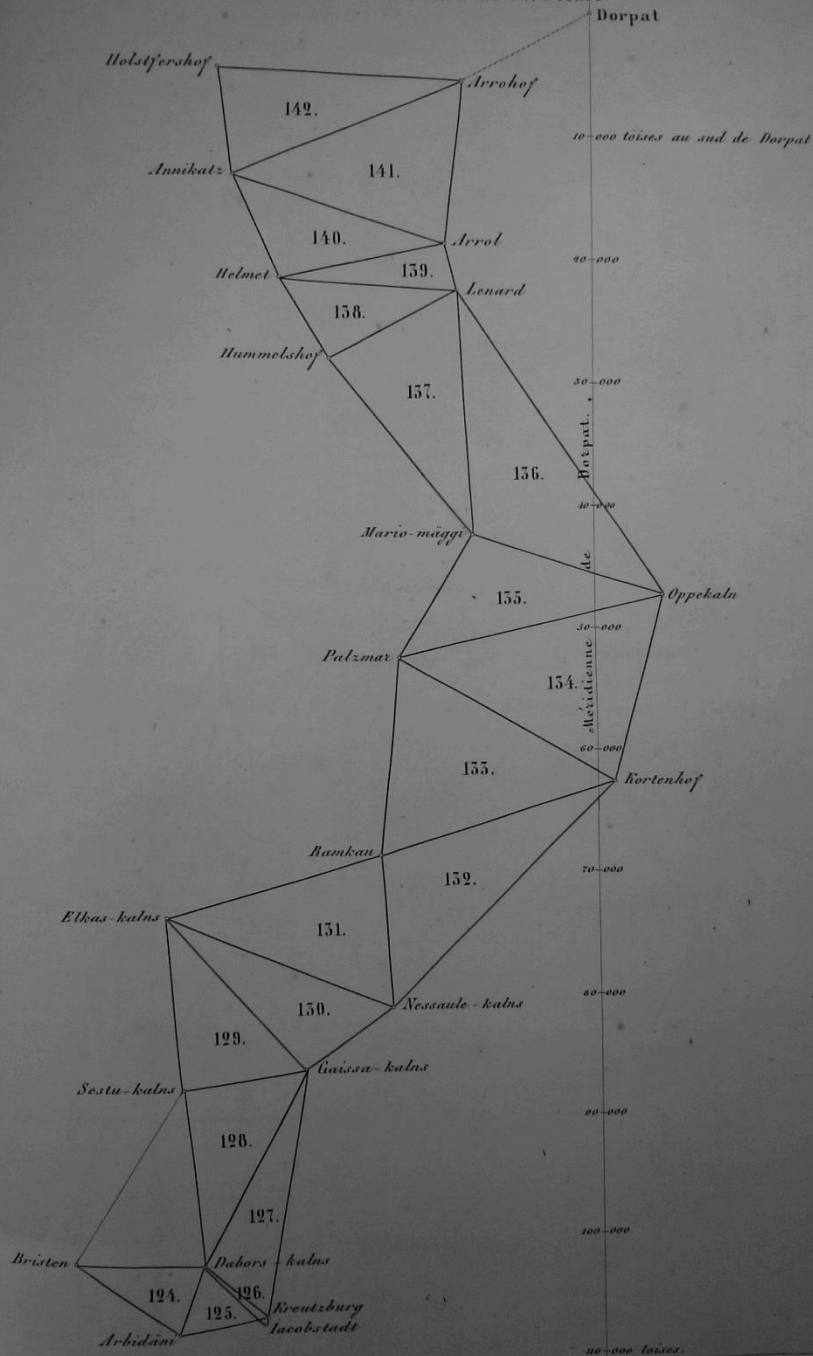 Dorpat
Holstfershof
Arrohof
142.
10-000 toises au sud de Dorpat
Annikatz
141.
140.
Arrol
20-000
Helmet
139.
Lenard
138.
Hummelshof
30-000
137.
Dorpat.
136.
40-000
Mario-mäggi
de
135.
Oppekaln
50-000
Palzmar
Méridienne
134.
60-000
133.
Kortenhof
Ramkau
70-000
132.
Elkas-kalns
131.
80-000
Nessaule-kalns
130.
129.
Gaissa-kalns
Sestu-kalns
90-000
128.
127.
100-000
Bristen
Dabors-kalns
124.
126.
125.
Kreutzburg
Iacobstadt
Arbidäni
110-000 toises.